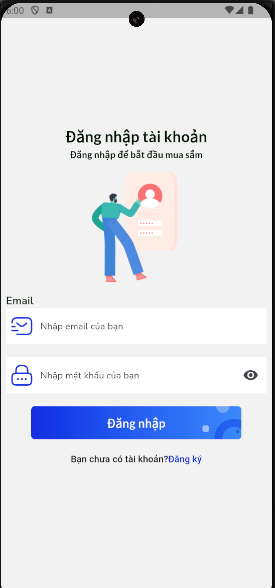 6:00
Đăng nhập tài khoản
Đăng nhập để bắt đầu mua sắm
Email
Nhập email của bạn
Nhập mật khẩu của bạn
Đăng nhập
Bạn chưa có tài khoản?Đăng ký